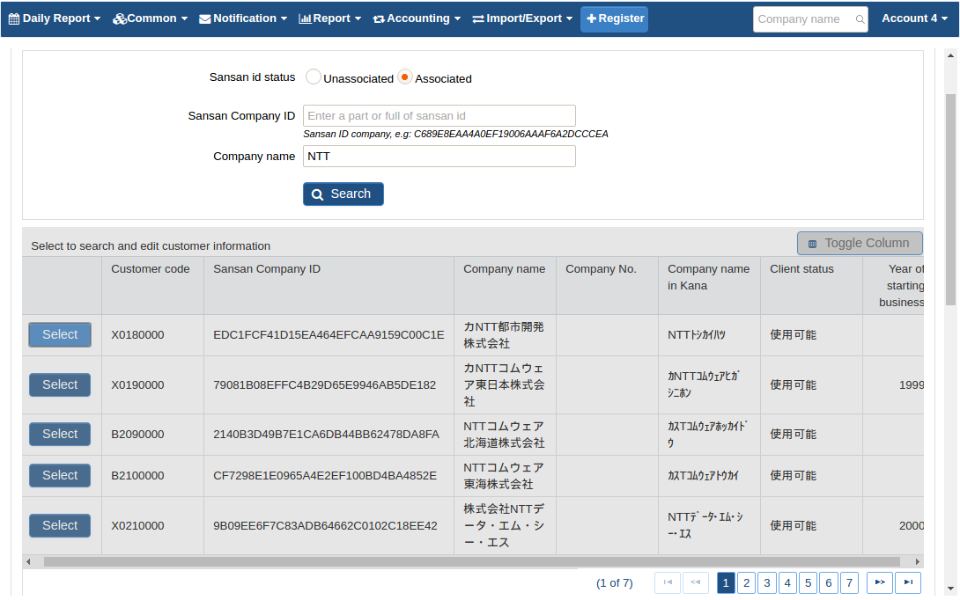 Daily Report Common Notification Report Accounting Import/Export Register Company name Account 4
Sansan id status Unassociated Associated
Sansan Company ID Enter a part or full of sansan id
Sansan ID company, e.g: C689E8EAA4A0EF19006AAAF6A2DCCCEA
Company name NTT
Search
Select to search and edit customer information Toggle Column
Customer code Sansan Company ID Company name Company No. Company name Client status Year of
in Kana starting
business
Select X0180000 EDC1FCF41D15EA464EFCAA9159C00C1E カNTT都市開発 NTTﾄｼｶｲﾊﾂ 使用可能
株式会社
Select X0190000 79081B08EFFC4B29D65E9946AB5DE182 カNTTコムウェ ｶNTTｺﾑｳｪｱﾋｶﾞ 使用可能 1999
ア東日本株式会 ｼﾆﾎﾝ
社
Select B2090000 2140B3D49B7E1CA6DB44BB62478DA8FA NTTコムウェア ｶｽTｺﾑｳｪｱﾎｯｶｲﾄﾞ 使用可能
北海道株式会社 ｳ
Select B2100000 CF7298E1E0965A4E2EF100BD4BA4852E NTTコムウェア ｶｽTｺﾑｳｪｱﾄｳｶｲ 使用可能
東海株式会社
Select X0210000 9B09EE6F7C83ADB64662C0102C18EE42 株式会社NTTデ NTTﾃﾞｰﾀ･ｴﾑ･ｼ 使用可能 2000
ータ・エム・シ ｰ･ｴｽ
ー・エス
(1 of 7) 1 2 3 4 5 6 7